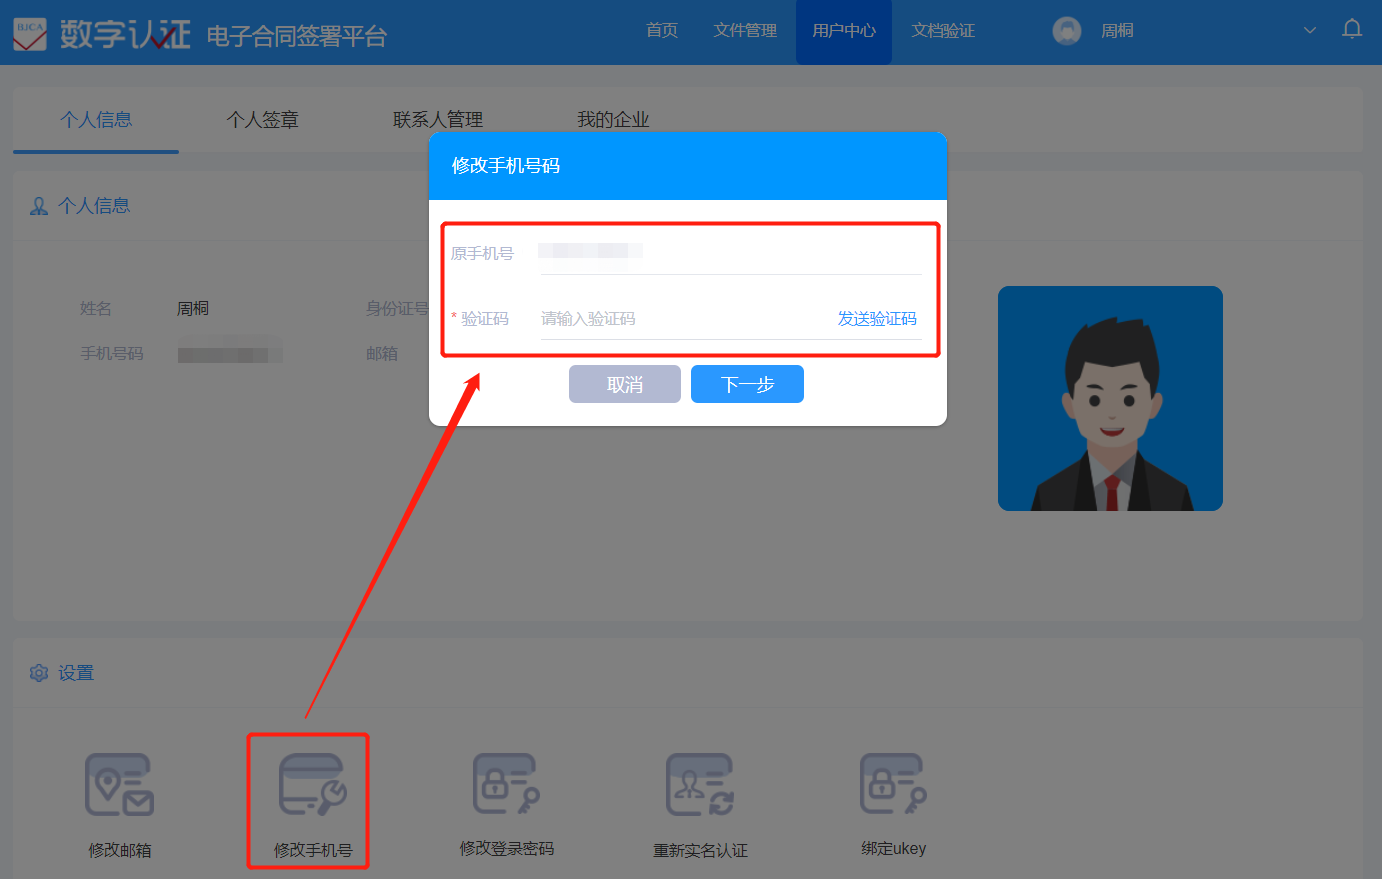 BJCA 数字认证 电子合同签署平台 首页 文件管理 用户中心 文档验证 周桐
个人信息 个人签章 联系人管理 我的企业
修改手机号码
个人信息
原手机号
姓名 周桐 身份证号
* 验证码 请输入验证码 发送验证码
手机号码 邮箱
取消 下一步
设置
修改邮箱 修改手机号 修改登录密码 重新实名认证 绑定ukey